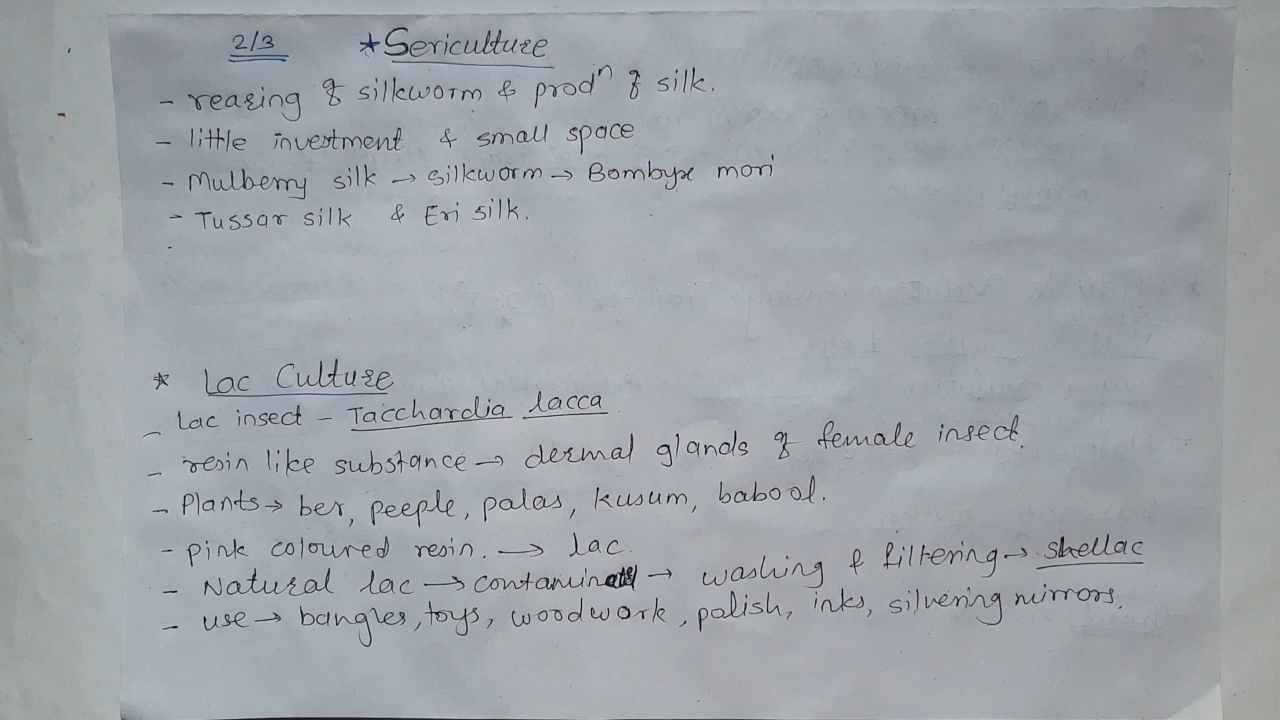 2/3 * Sericulture
- rearing of silkworm & prodⁿ of silk.
- little investment & small space
- Mulberry silk → silkworm → Bombyx mori
- Tussar silk & Eri silk.
* Lac Culture
- Lac insect - Tacchardia lacca
- resin like substance → dermal glands of female insect.
- Plants → ber, peeple, palas, kusum, babool.
- pink coloured resin. → lac.
- Natural lac → contaminated → washing & filtering → shellac
- use → bangles, toys, woodwork, polish, inks, silvering mirrors.